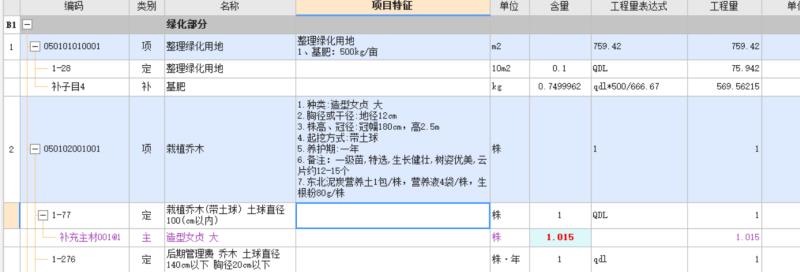 编码 类别 名称 项目特征 单位 含量 工程量表达式 工程量
B1 绿化部分
1 050101010001 项 整理绿化用地 整理绿化用地 m2 759.42 759.42
1、基肥：500kg/亩
1-28 定 整理绿化用地 10m2 0.1 QDL 75.942
补子目4 补 基肥 kg 0.7499962 qdl*500/666.67 569.56215
2 050102001001 项 栽植乔木 株 1 1
1.种类:造型女贞 大
2.胸径或干径:地径12cm
3.株高、冠径:冠幅180cm，高2.5m
4.起挖方式:带土球
5.养护期:一年
6.备注：一级苗,特选,生长健壮,树姿优美,云
片约12-15个
7.东北泥炭营养土1包/株，营养液4袋/株，生
根粉80g/株
1-77 定 栽植乔木(带土球) 土球直径
100(cm以内) 株 1 QDL 1
补充主材001@1 主 造型女贞 大 株 1.015 1.015
1-276 定 后期管理费 乔木 土球直径
140cm以下 胸径20cm以下 株·年 1 qdl 1